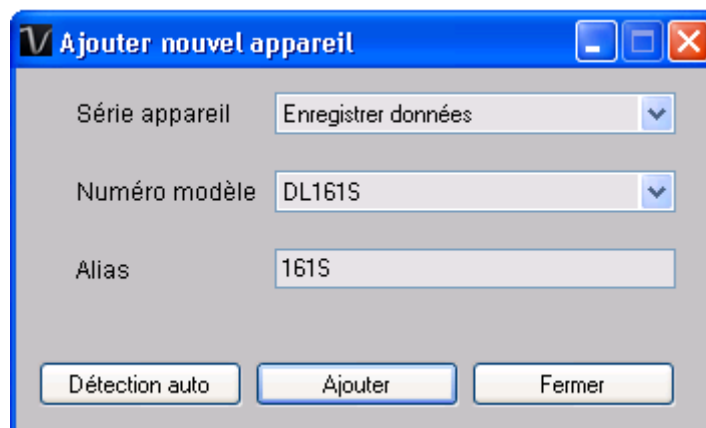 Ajouter nouvel appareil
Série appareil Enregistrer données
Numéro modèle DL161S
Alias 161S
Détection auto Ajouter Fermer